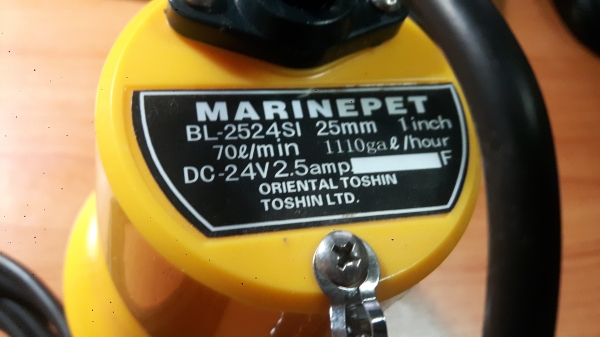 MARINEPET
BL-2524SI 25mm 1inch
70ℓ/min 1110gaℓ/hour
DC-24V 2.5amp. F
ORIENTAL TOSHIN
TOSHIN LTD.